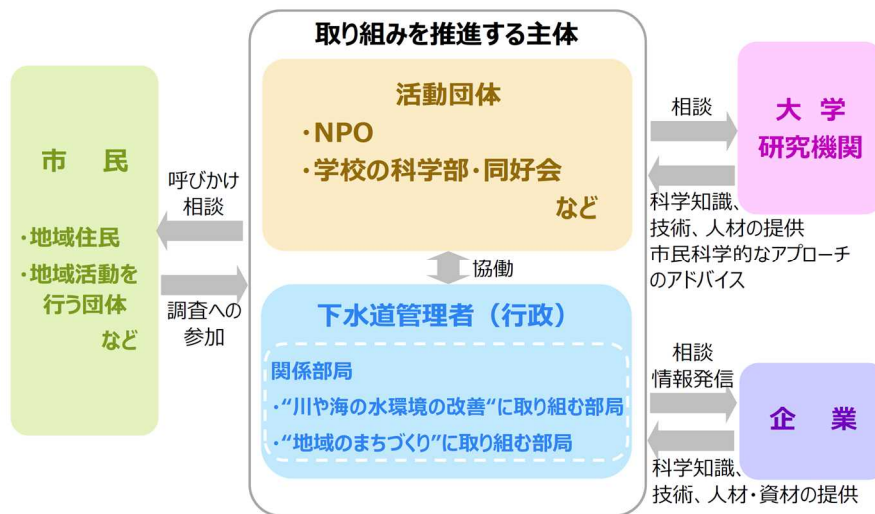 取り組みを推進する主体
活動団体
・NPO
・学校の科学部・同好会
など
協働
下水道管理者（行政）
関係部局
・“川や海の水環境の改善“に取り組む部局
・“地域のまちづくり”に取り組む部局
市　民
・地域住民
・地域活動を
行う団体
など
呼びかけ
相談
調査への
参加
相談
大　学
研究機関
科学知識、
技術、人材の提供
市民科学的なアプローチ
のアドバイス
相談
情報発信
企　業
科学知識、
技術、人材・資材の提供